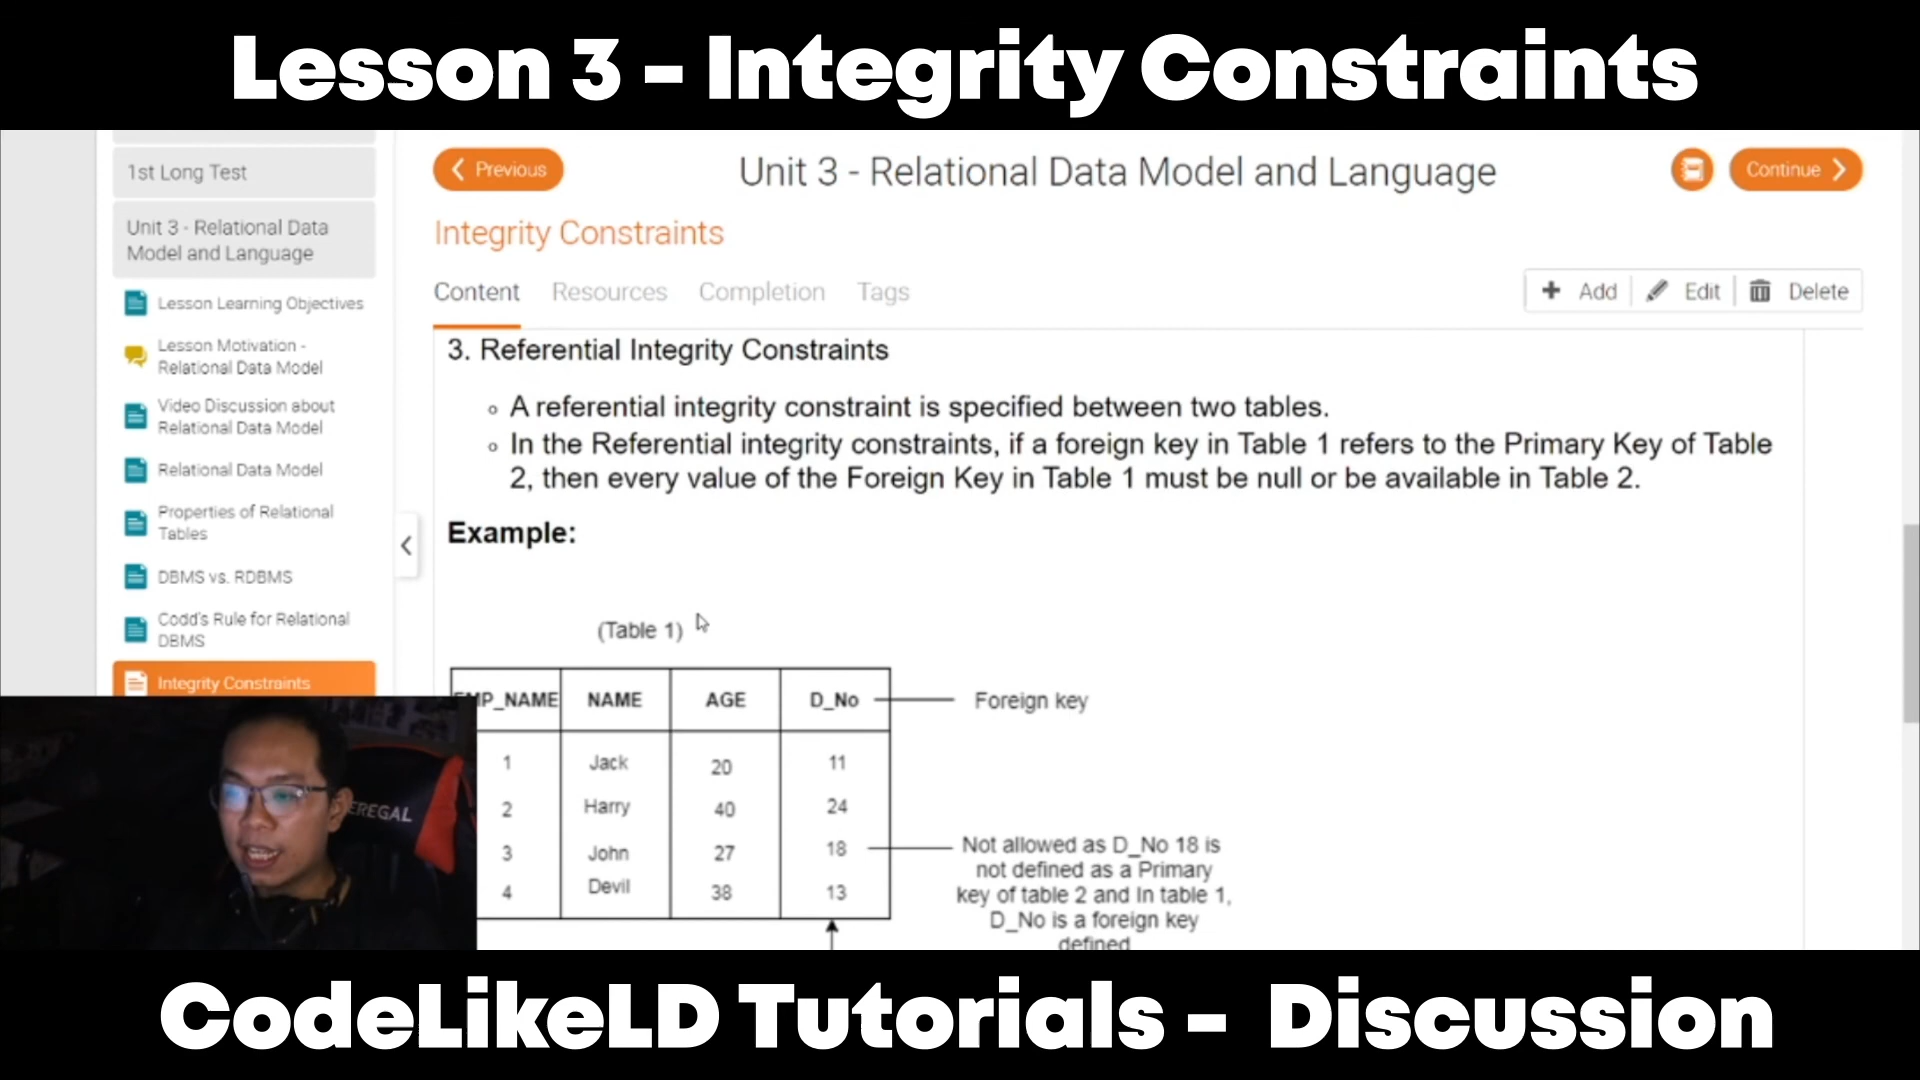 Lesson 3 - Integrity Constraints
1st Long Test
Unit 3 - Relational Data
Model and Language
Lesson Learning Objectives
Lesson Motivation -
Relational Data Model
Video Discussion about
Relational Data Model
Relational Data Model
Properties of Relational
Tables
DBMS vs. RDBMS
Codd's Rule for Relational
DBMS
Integrity Constraints
Previous
Unit 3 - Relational Data Model and Language
Continue
Integrity Constraints
Content Resources Completion Tags
Add Edit Delete
3. Referential Integrity Constraints
A referential integrity constraint is specified between two tables.
In the Referential integrity constraints, if a foreign key in Table 1 refers to the Primary Key of Table
2, then every value of the Foreign Key in Table 1 must be null or be available in Table 2.
Example:
(Table 1)
EMP_NAME NAME AGE D_No Foreign key
1 Jack 20 11
2 Harry 40 24
3 John 27 18
4 Devil 38 13
Not allowed as D_No 18 is
not defined as a Primary
key of table 2 and In table 1,
D_No is a foreign key
defined
EREGAL
CodeLikeLD Tutorials - Discussion